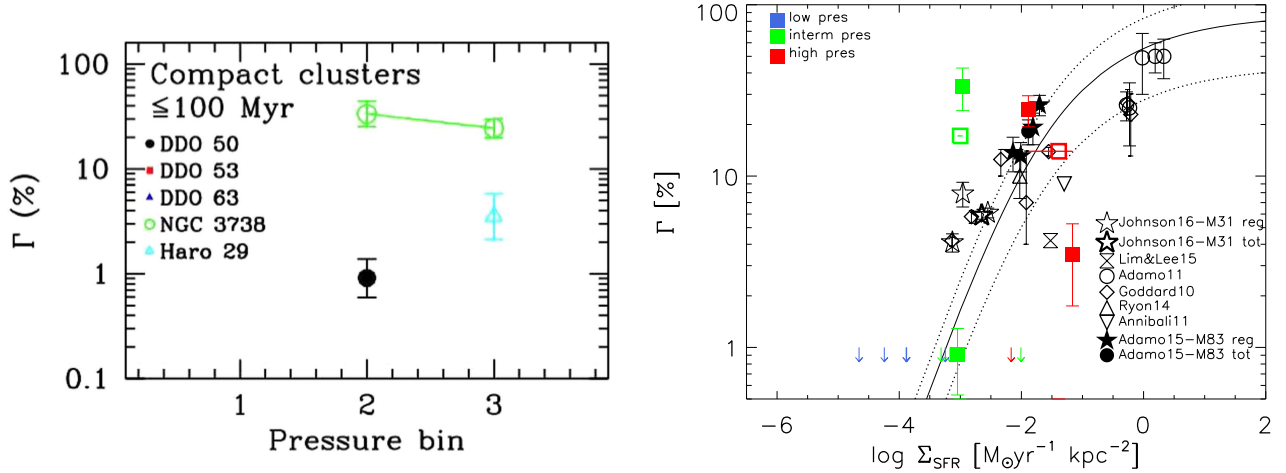 100
10
1
0.1
Γ (%)
Compact clusters
≦100 Myr
DDO 50
DDO 53
DDO 63
NGC 3738
Haro 29
1
2
3
Pressure bin
100
10
1
Γ [%]
low pres
interm pres
high pres
Johnson16-M31 reg
Johnson16-M31 tot
Lim&Lee15
Adamo11
Goddard10
Ryon14
Annibali11
Adamo15-M83 reg
Adamo15-M83 tot
-6
-4
-2
0
2
log Σ_SFR [M☉yr⁻¹ kpc⁻²]